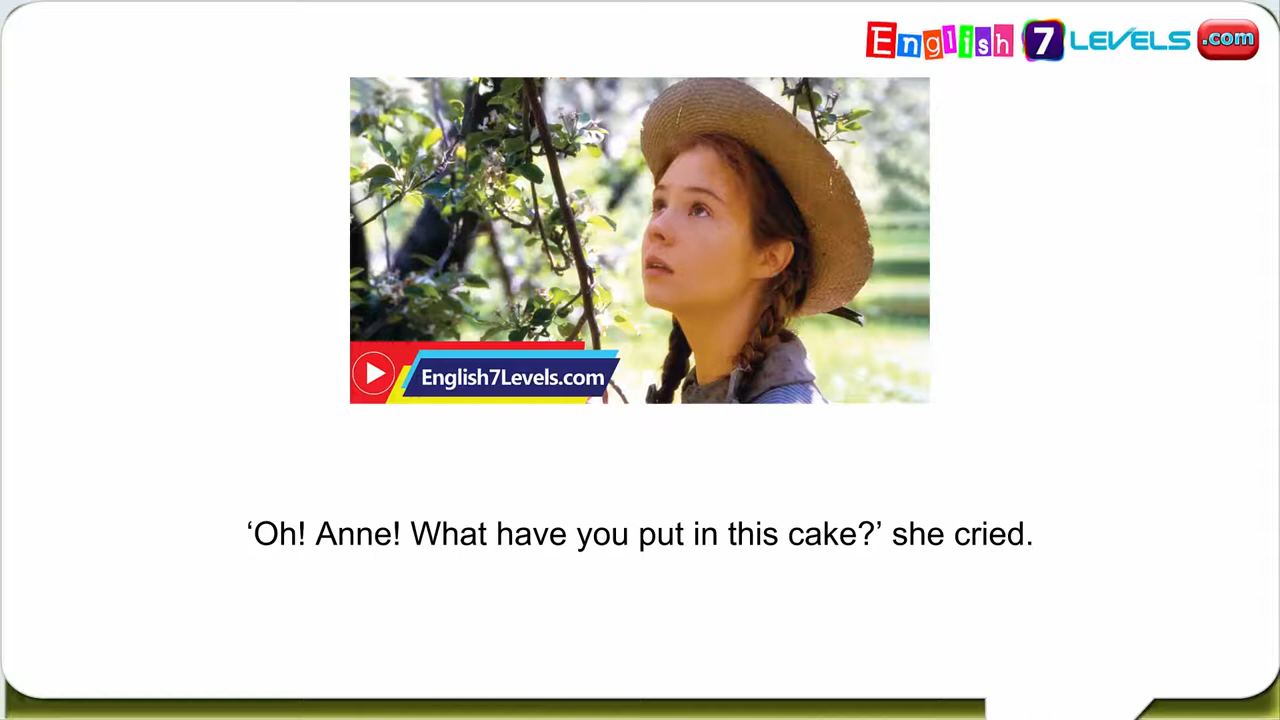 English 7 LEVELS .com
English7Levels.com
‘Oh! Anne! What have you put in this cake?’ she cried.